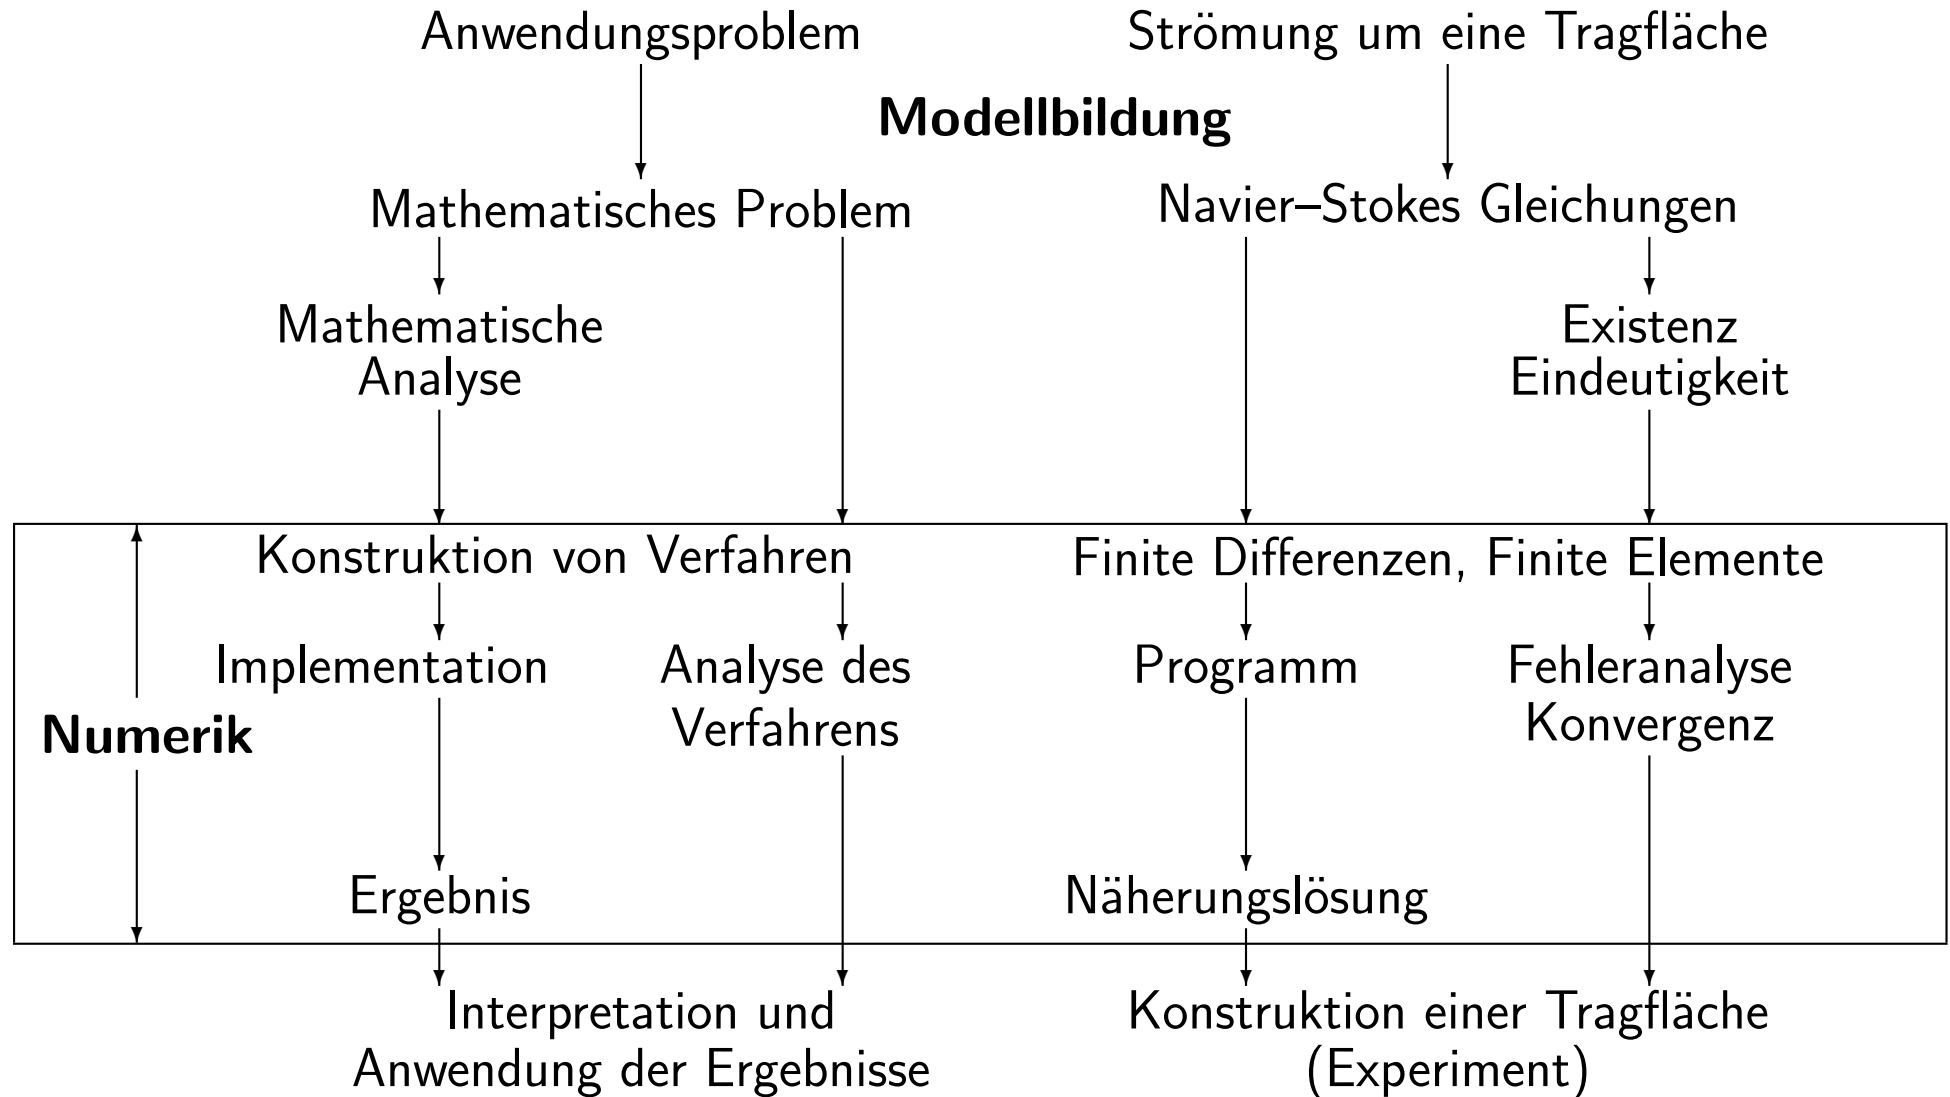 Anwendungsproblem
Strömung um eine Tragfläche
Modellbildung
Mathematisches Problem
Navier–Stokes Gleichungen
Mathematische
Analyse
Existenz
Eindeutigkeit
Konstruktion von Verfahren
Finite Differenzen, Finite Elemente
Implementation
Analyse des
Verfahrens
Programm
Fehleranalyse
Konvergenz
Numerik
Ergebnis
Näherungslösung
Interpretation und
Anwendung der Ergebnisse
Konstruktion einer Tragfläche
(Experiment)